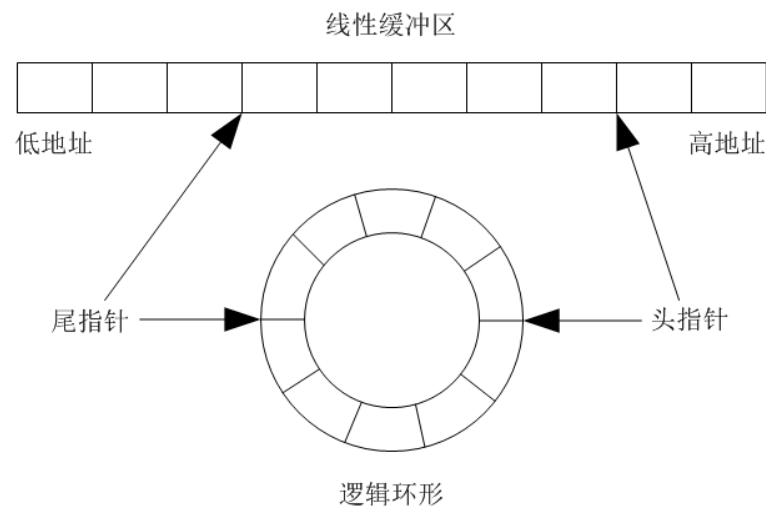 线性缓冲区
低地址
高地址
尾指针
头指针
逻辑环形